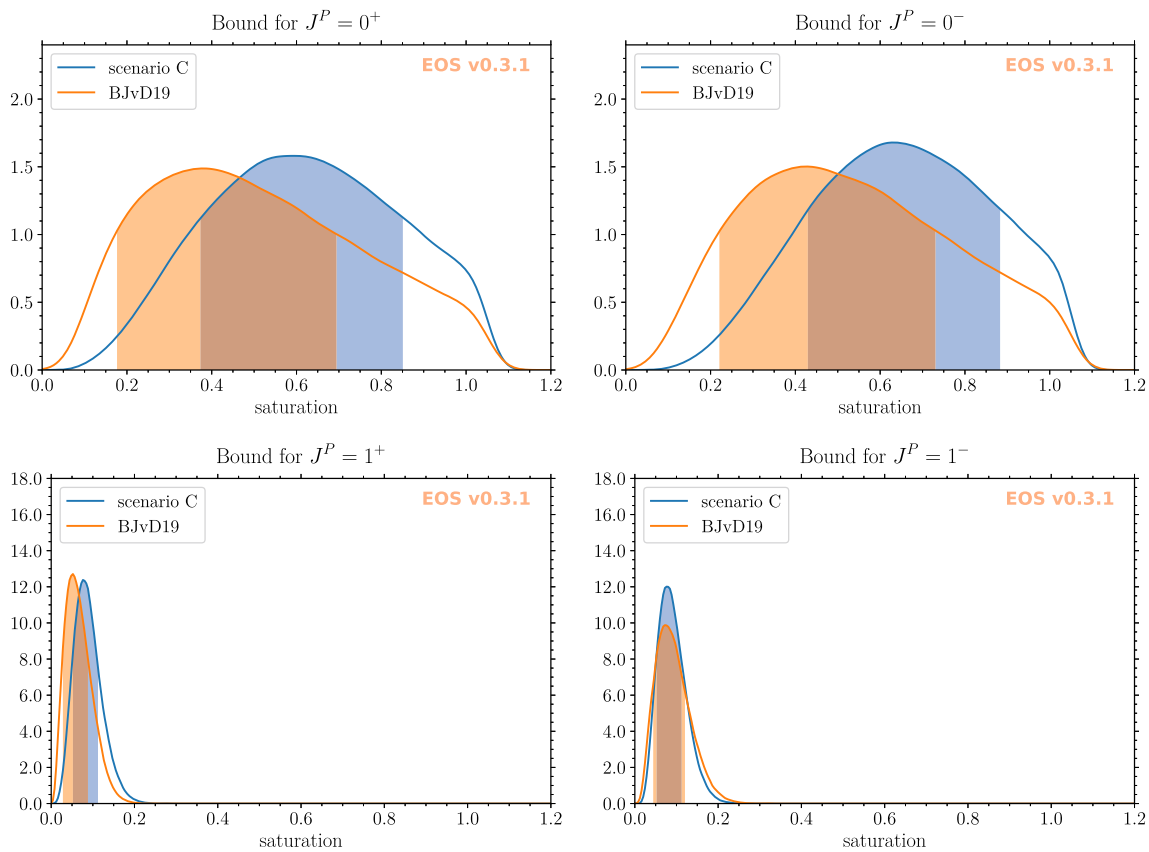 Bound for $J^P = 0^+$
EOS v0.3.1
scenario C
BJvD19
2.0
1.5
1.0
0.5
0.0
0.0 0.2 0.4 0.6 0.8 1.0 1.2
saturation
Bound for $J^P = 0^-$
EOS v0.3.1
scenario C
BJvD19
2.0
1.5
1.0
0.5
0.0
0.0 0.2 0.4 0.6 0.8 1.0 1.2
saturation
Bound for $J^P = 1^+$
EOS v0.3.1
scenario C
BJvD19
18.0
16.0
14.0
12.0
10.0
8.0
6.0
4.0
2.0
0.0
0.0 0.2 0.4 0.6 0.8 1.0 1.2
saturation
Bound for $J^P = 1^-$
EOS v0.3.1
scenario C
BJvD19
18.0
16.0
14.0
12.0
10.0
8.0
6.0
4.0
2.0
0.0
0.0 0.2 0.4 0.6 0.8 1.0 1.2
saturation